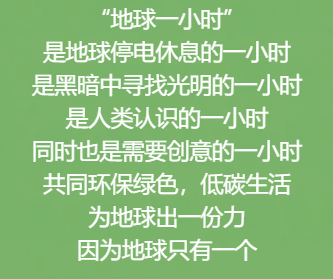 “地球一小时”
是地球停电休息的一小时
是黑暗中寻找光明的一小时
是人类认识的一小时
同时也是需要创意的一小时
共同环保绿色，低碳生活
为地球出一份力
因为地球只有一个